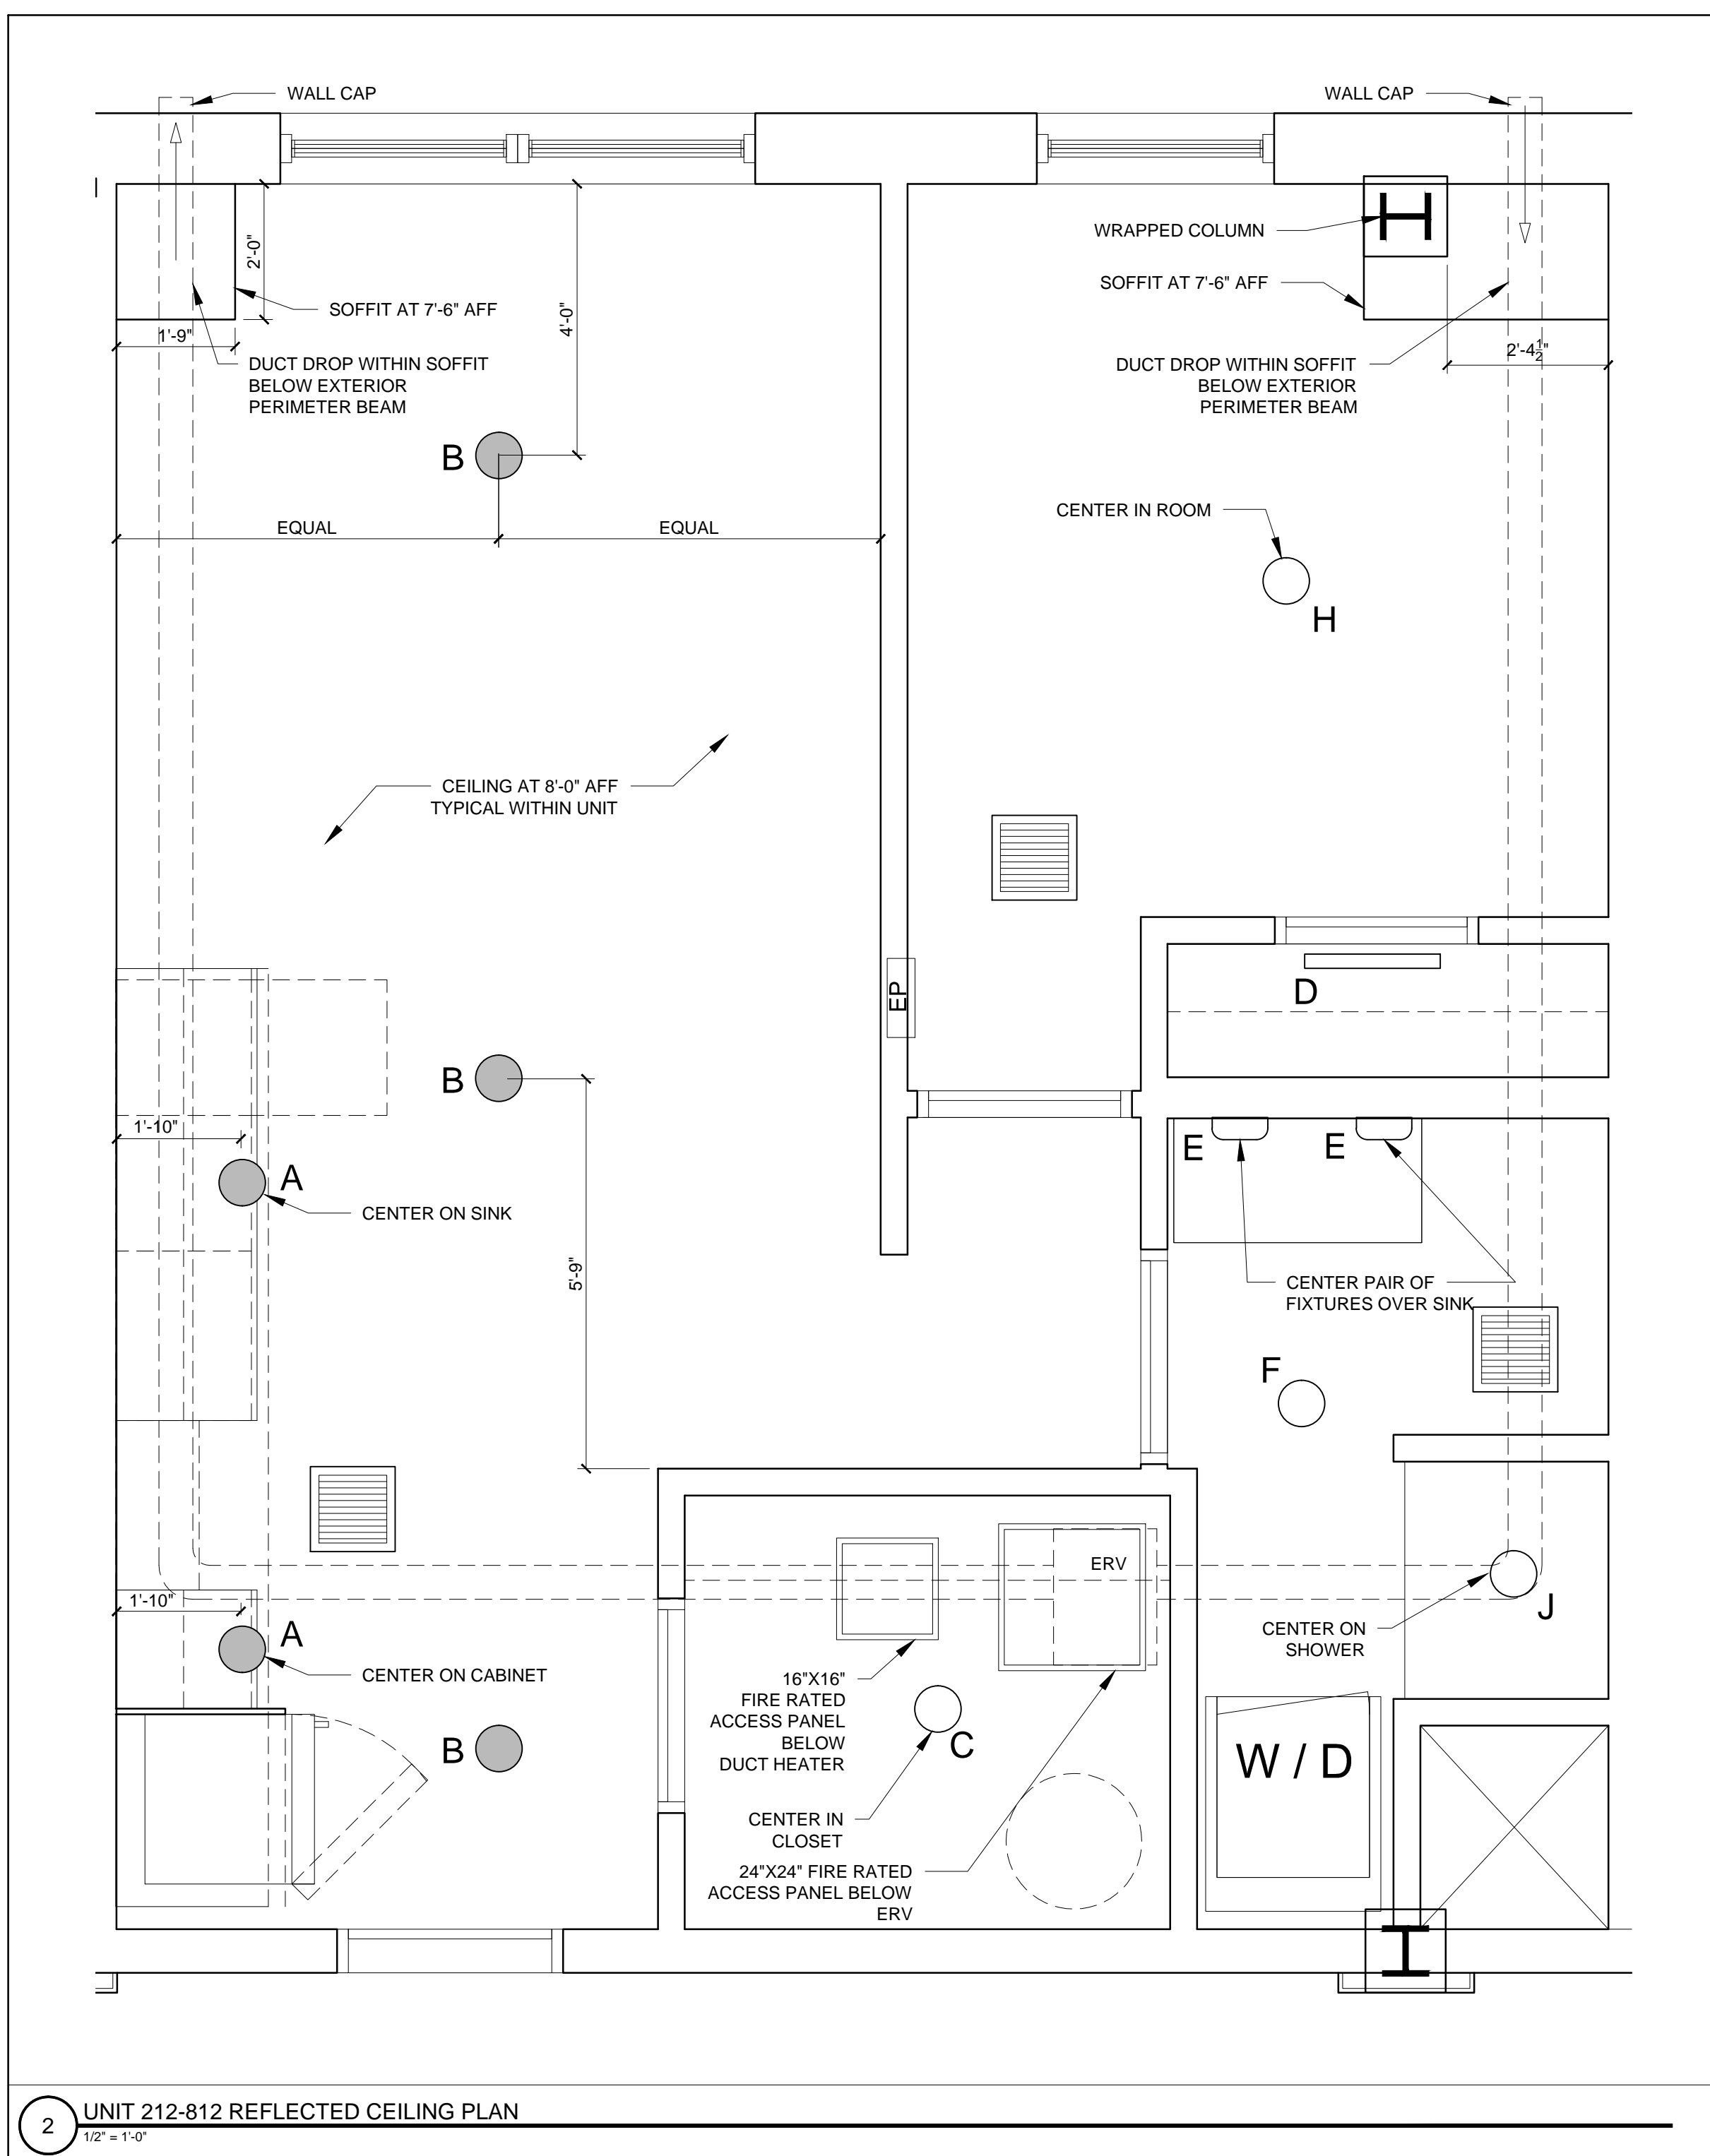 WALL CAP
WALL CAP
WRAPPED COLUMN
2'-0"
SOFFIT AT 7'-6" AFF
SOFFIT AT 7'-6" AFF
4'-0"
1'-9"
2'-4½"
DUCT DROP WITHIN SOFFIT
BELOW EXTERIOR
PERIMETER BEAM
DUCT DROP WITHIN SOFFIT
BELOW EXTERIOR
PERIMETER BEAM
B
EQUAL
EQUAL
CENTER IN ROOM
H
CEILING AT 8'-0" AFF
TYPICAL WITHIN UNIT
EP
D
B
1'-10"
A
CENTER ON SINK
E
E
5'-9"
CENTER PAIR OF
FIXTURES OVER SINK
F
ERV
1'-10"
A
CENTER ON CABINET
J
CENTER ON
SHOWER
16"X16"
FIRE RATED
ACCESS PANEL
BELOW
DUCT HEATER
B
C
W / D
CENTER IN
CLOSET
24"X24" FIRE RATED
ACCESS PANEL BELOW
ERV
2
UNIT 212-812 REFLECTED CEILING PLAN
1/2" = 1'-0"